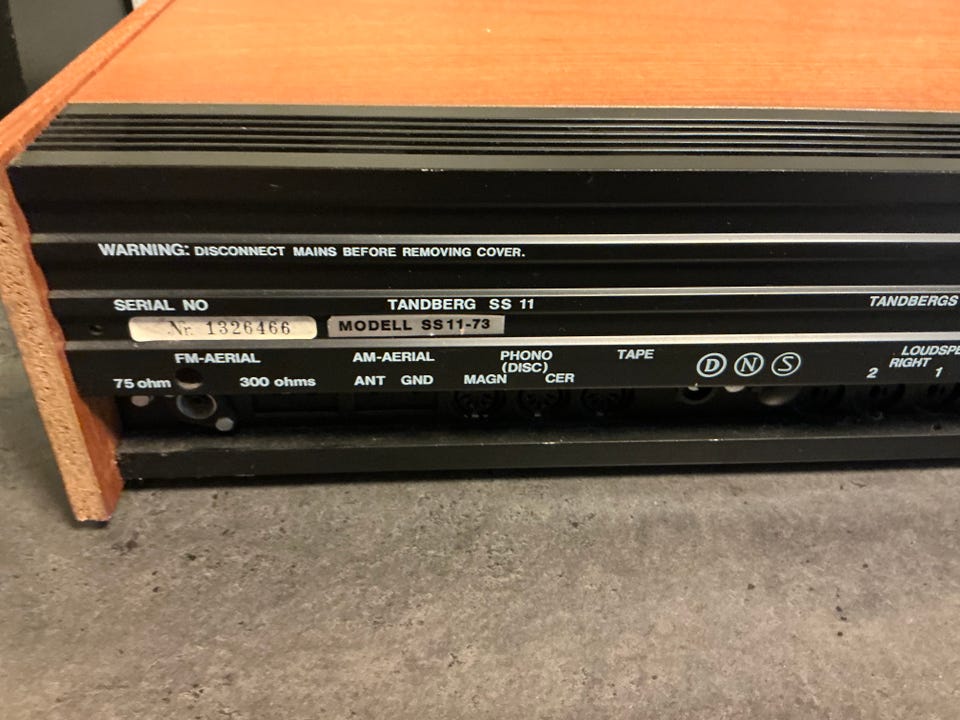 WARNING: DISCONNECT MAINS BEFORE REMOVING COVER.
SERIAL NO TANDBERG SS 11 TANDBERGS
Nr. 1326466 MODELL SS11-73
FM-AERIAL AM-AERIAL PHONO TAPE D N S LOUDSPE
(DISC) RIGHT
75 ohm 300 ohms ANT GND MAGN CER 2 1